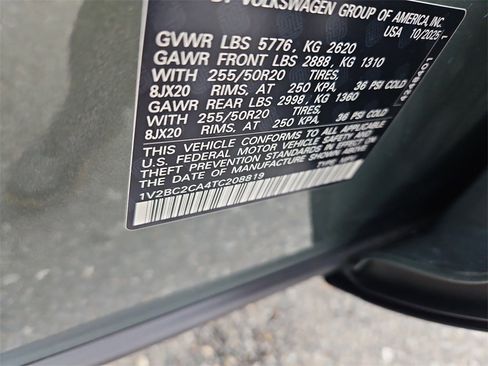 BY VOLKSWAGEN GROUP OF AMERICA, INC.
USA 10/2025
GVWR LBS 5776, KG 2620
GAWR FRONT LBS 2888, KG 1310
WITH 255/50R20 TIRES,
8JX20 RIMS, AT 250 KPA, 36 PSI COLD
GAWR REAR LBS 2998, KG 1360
WITH 255/50R20 TIRES,
8JX20 RIMS, AT 250 KPA, 36 PSI COLD
THIS VEHICLE CONFORMS TO ALL APPLICABLE
U.S. FEDERAL MOTOR VEHICLE SAFETY AND
THEFT PREVENTION STANDARDS IN EFFECT ON
THE DATE OF MANUFACTURE SHOWN ABOVE.
1V2BC2CA4TC208819 TYPE: MPV